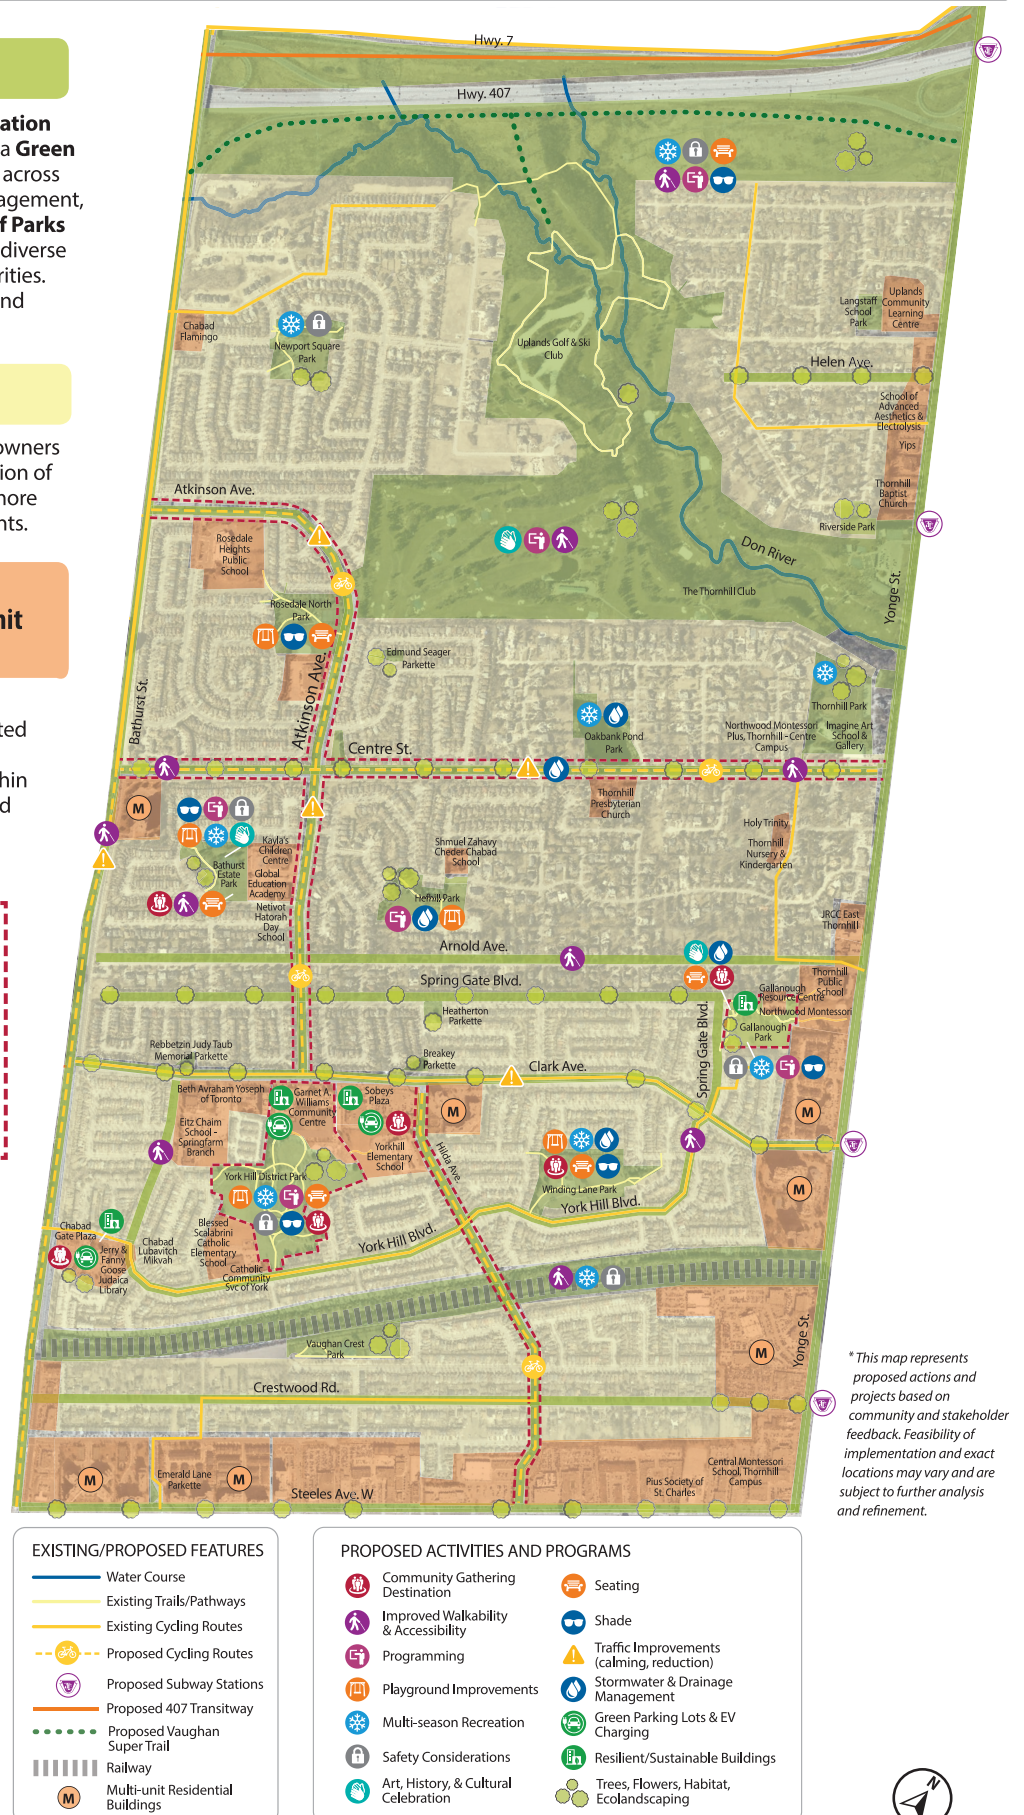 ation
a Green
across
agement,
f Parks
diverse
rities.
nd
owners
ion of
nore
nts.
nit
ted
hin
d
Hwy. 7
Hwy. 407
Chabad
Flamingo
Newport Square
Park
Uplands Golf & Ski
Club
Langstaff
School
Park
Uplands
Community
Learning
Centre
Helen Ave.
School of
Advanced
Aesthetics &
Electrolysis
Yips
Thornhill
Baptist
Church
Riverside Park
Atkinson Ave.
Rosedale
Heights
Public
School
Don River
The Thornhill Club
Yonge St.
Rosedale North
Park
Edmund Seager
Parkette
Atkinson Ave.
Bathurst St.
Thornhill Park
Oakbank Pond
Park
Northwood Montessori
Plus, Thornhill - Centre
Campus
Imagine Art
School &
Gallery
Centre St.
M
Thornhill
Presbyterian
Church
Holy Trinity
Thornhill
Nursery &
Kindergarten
Kayla's
Children
Centre
Bathurst
Estate
Park
Global
Education
Academy
Netivot
Hatorah
Day
School
Shmuel Zahavy
Cheder Chabad
School
Hefhill Park
JRCC East
Thornhill
Arnold Ave.
Spring Gate Blvd.
Thornhill
Public
School
Gallanough
Resource Centre
Northwood Montessori
Gallanough
Park
Heatherton
Parkette
Spring Gate Blvd.
Rebbetzin Judy Taub
Memorial Parkette
Breakey
Parkette
Clark Ave.
Beth Avraham Yoseph
of Toronto
Garnet A.
Williams
Community
Centre
Sobeys
Plaza
M
M
Eitz Chaim
School -
Springfarm
Branch
Yorkhill
Elementary
School
Hilda Ave.
York Hill District Park
Winding Lane Park
M
York Hill Blvd.
York Hill Blvd.
Chabad
Gate Plaza
Chabad
Lubavitch
Mikvah
Blessed
Scalabrini
Catholic
Elementary
School
Jerry &
Fanny
Goose
Judaica
Library
Catholic
Community
Svc of York
Vaughan Crest
Park
M
Yonge St.
Crestwood Rd.
M
Emerald Lane
Parkette
M
Steeles Ave. W
Pius Society of
St. Charles
Central Montessori
School, Thornhill
Campus
* This map represents
proposed actions and
projects based on
community and stakeholder
feedback. Feasibility of
implementation and exact
locations may vary and are
subject to further analysis
and refinement.
EXISTING/PROPOSED FEATURES
Water Course
Existing Trails/Pathways
Existing Cycling Routes
Proposed Cycling Routes
Proposed Subway Stations
Proposed 407 Transitway
Proposed Vaughan
Super Trail
Railway
M
Multi-unit Residential
Buildings
PROPOSED ACTIVITIES AND PROGRAMS
Community Gathering
Destination
Improved Walkability
& Accessibility
Programming
Playground Improvements
Multi-season Recreation
Safety Considerations
Art, History, & Cultural
Celebration
Seating
Shade
Traffic Improvements
(calming, reduction)
Stormwater & Drainage
Management
Green Parking Lots & EV
Charging
Resilient/Sustainable Buildings
Trees, Flowers, Habitat,
Ecolandscaping
N